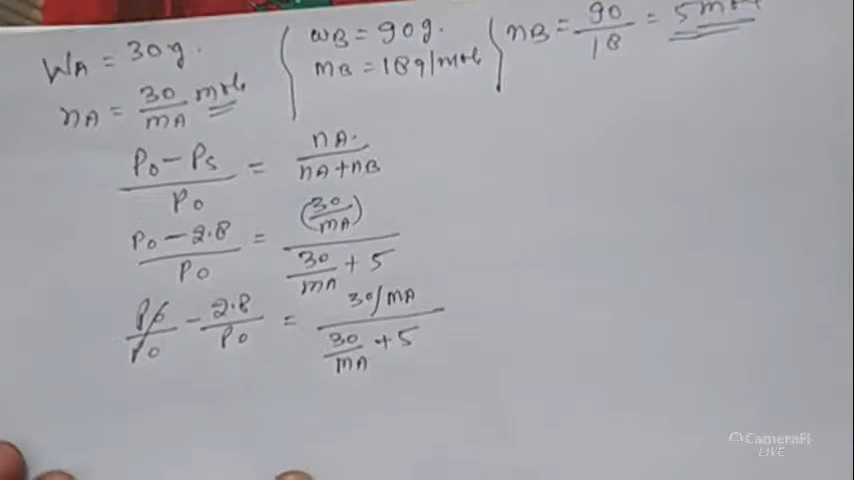 WA = 30g.
nA = 30/MA mol
WB = 90g.
MB = 18g/mol
nB = 90/18 = 5mol
P0 - PS / P0 = nA. / nA + nB
P0 - 2.8 / P0 = (30/MA) / 30/MA + 5
P0/P0 - 2.8/P0 = 30/MA / 30/MA + 5
CameraFi
LIVE